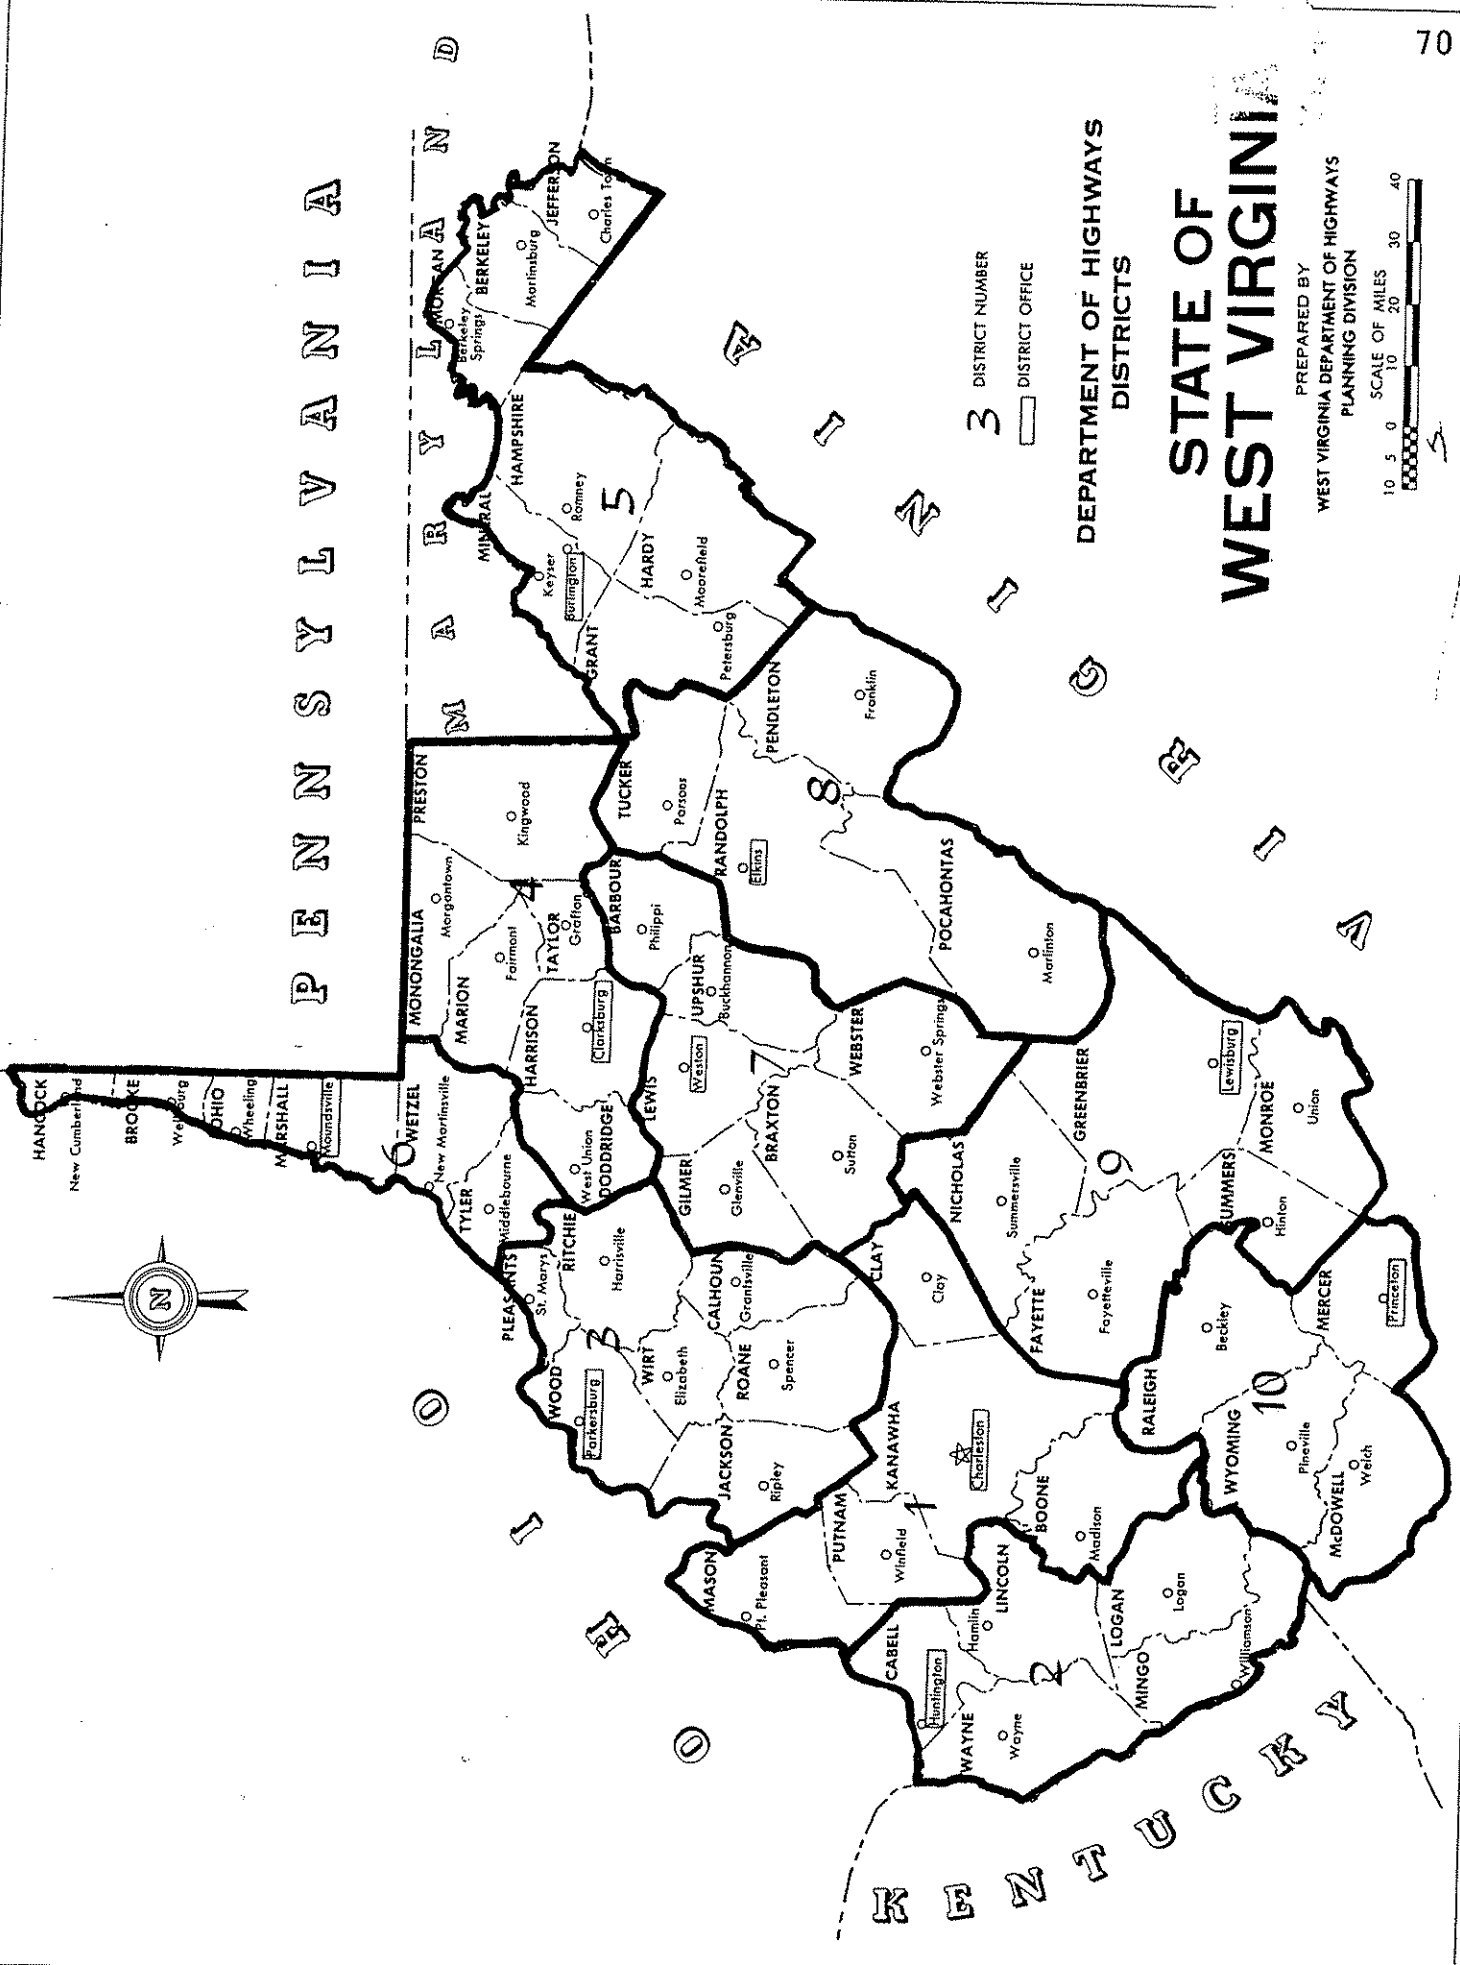 70
PENNSYLVANIA
MARYLAND
OHIO
KENTUCKY
VIRGINIA
N
HANCOCK
New Cumberland
BROOKE
Wellsburg
OHIO
Wheeling
MARSHALL
Moundsville
6
WETZEL
New Martinsville
TYLER
Middlebourne
PLEASANTS
St. Marys
RITCHIE
Harrisville
WOOD
Parkersburg
3
WIRT
Elizabeth
CALHOUN
Grantsville
ROANE
Spencer
JACKSON
Ripley
MONONGALIA
Morgantown
PRESTON
Kingwood
MARION
Fairmont
4
TAYLOR
Graffan
HARRISON
Clarksburg
DODDRIDGE
West Union
MORGAN
Berkeley
Springs
BERKELEY
Martinsburg
JEFFERSON
Charles Town
HAMPSHIRE
Romney
MINERAL
Keyser
Burlington
5
GRANT
Petersburg
HARDY
Moorefield
TUCKER
Parsoas
PENDLETON
Franklin
RANDOLPH
Elkins
8
POCAHONTAS
Marlinton
BARBOUR
Philippi
UPSHUR
Buckhannon
LEWIS
Weston
7
GILMER
Glenville
BRAXTON
Sutton
WEBSTER
Webster Springs
NICHOLAS
Summersville
GREENBRIER
Lewisburg
9
MONROE
Union
SUMMERS
Hinton
FAYETTE
Fayetteville
CLAY
Clay
KANAWHA
Charleston
1
PUTNAM
Winfield
MASON
Pt. Pleasant
BOONE
Madison
CABELL
Huntington
LINCOLN
Hamlin
2
WAYNE
Wayne
LOGAN
Logan
MINGO
Williamson
RALEIGH
Beckley
WYOMING
Pineville
10
MERCER
Princeton
McDOWELL
Welch
3 DISTRICT NUMBER
DISTRICT OFFICE
DEPARTMENT OF HIGHWAYS
DISTRICTS
STATE OF
WEST VIRGINIA
PREPARED BY
WEST VIRGINIA DEPARTMENT OF HIGHWAYS
PLANNING DIVISION
SCALE OF MILES
10 5 0 10 20 30 40